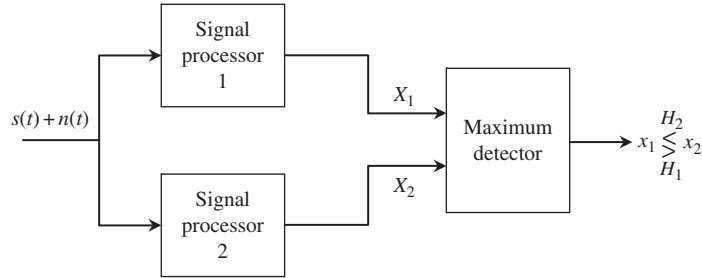 Signal
processor
1
s(t) + n(t)
X₁
Maximum
detector
H₂
x₁ ≶ x₂
H₁
X₂
Signal
processor
2